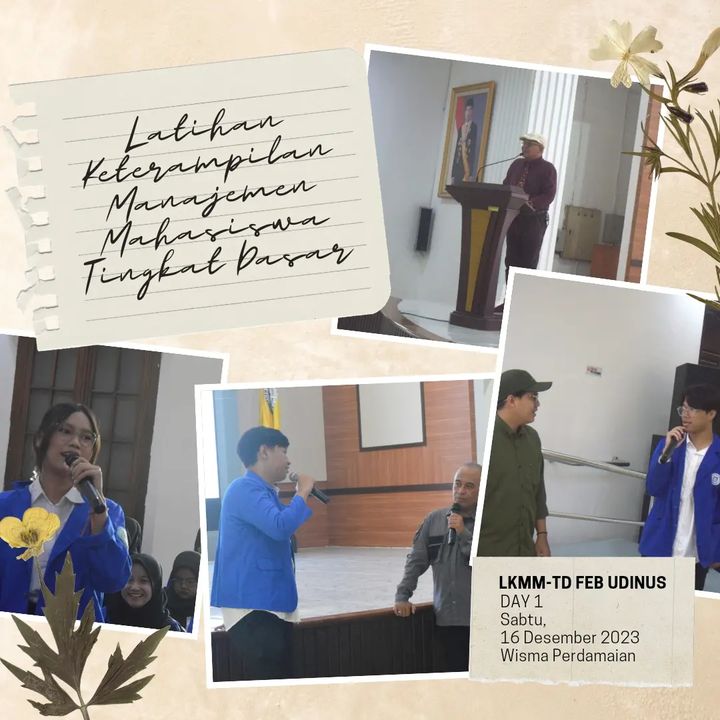 Latihan
Keterampilan
Manajemen
Mahasiswa
Tingkat Dasar
LKMM-TD FEB UDINUS
DAY 1
Sabtu,
16 Desember 2023
Wisma Perdamaian